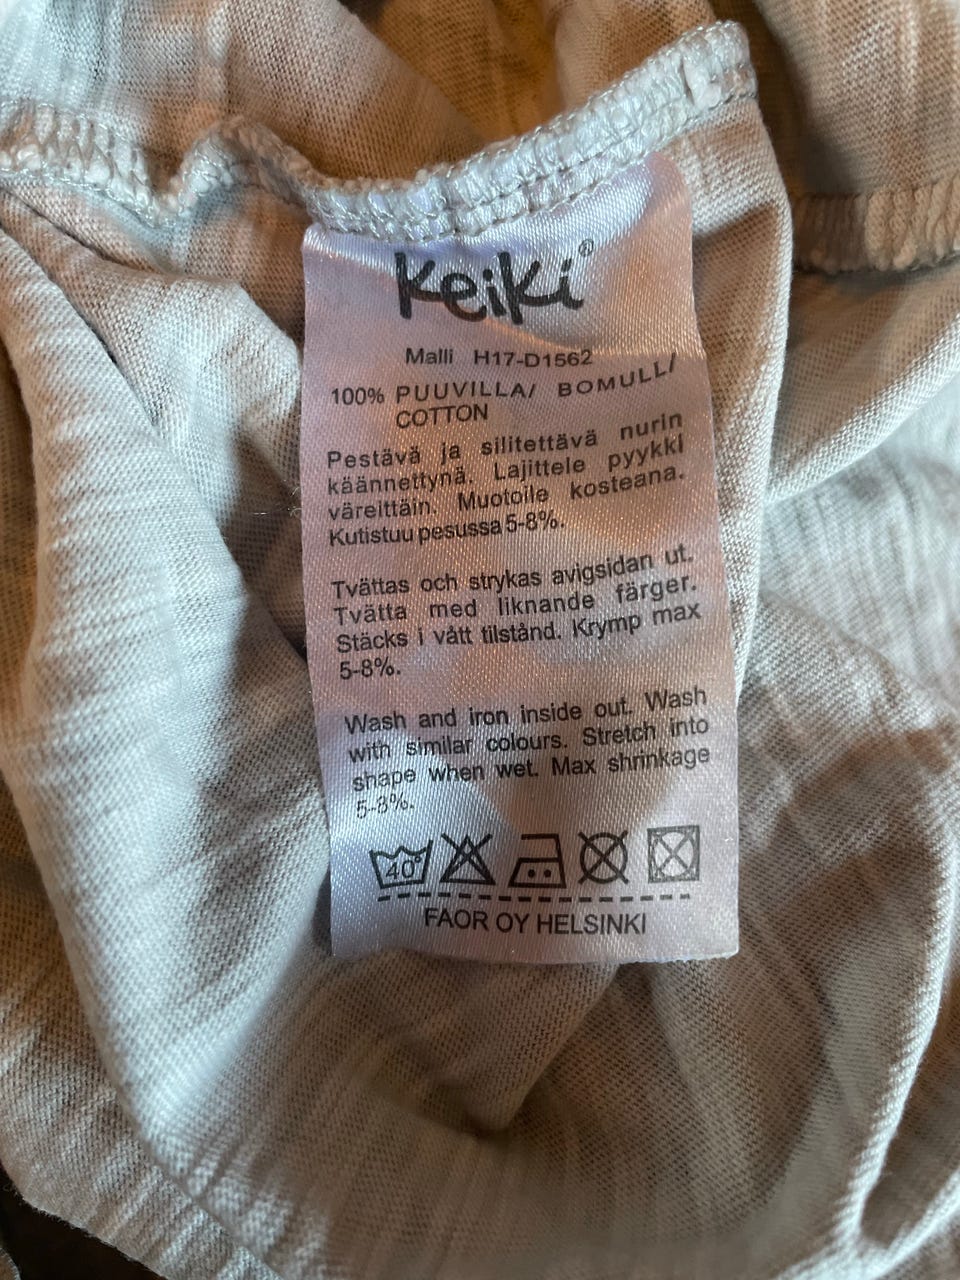 Keiki®
Malli H17-D1562
100% PUUVILLA/ BOMULL/
COTTON
Pestävä ja silitettävä nurin
käännettynä. Lajittele pyykki
väreittäin. Muotoile kosteana.
Kutistuu pesussa 5-8%.
Tvättas och strykas avigsidan ut.
Tvätta med liknande färger.
Stäcks i vått tilstånd. Krymp max
5-8%.
Wash and iron inside out. Wash
with similar colours. Stretch into
shape when wet. Max shrinkage
5-8%.
40°
FAOR OY HELSINKI